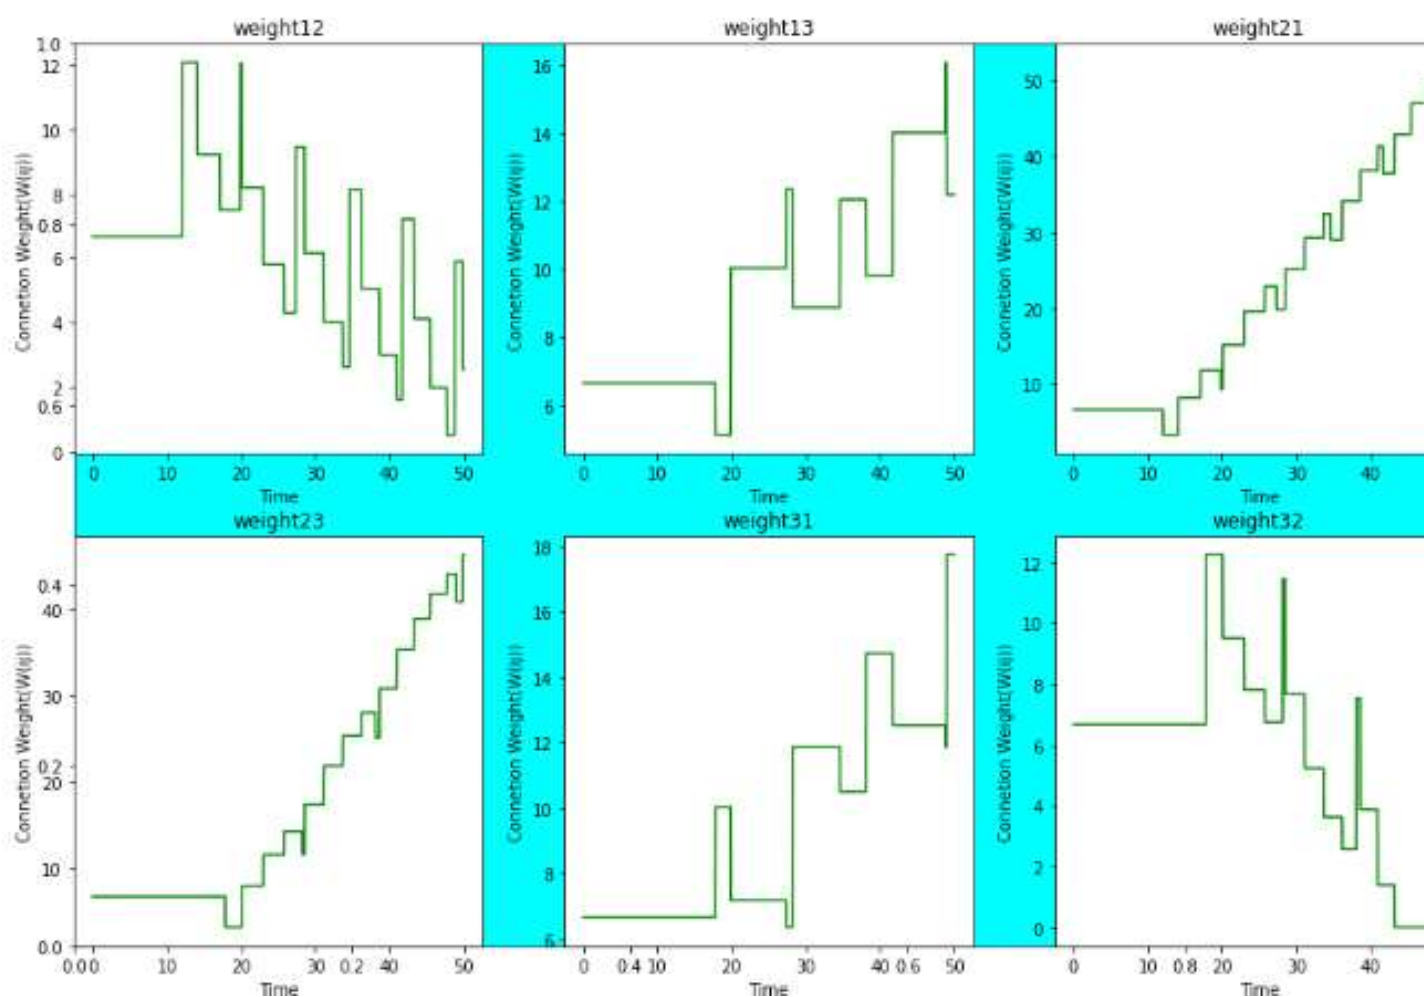 weight12 weight13 weight21
1.0
12
10
8
0.8
6
4
2
0.6
0
Connetion Weight(W(ij))
0 10 20 30 40 50
Time
16
14
12
10
8
6
Connetion Weight(W(ij))
0 10 20 30 40 50
Time
50
40
30
20
10
Connetion Weight(W(ij))
0 10 20 30 40
Time
weight23 weight31 weight32
0.4
40
30
0.2
20
10
0.0
Connetion Weight(W(ij))
0.0 0 10 20 30 0.2 40 50
Time
18
16
14
12
10
8
6
Connetion Weight(W(ij))
0 0.4 10 20 30 40 0.6 50
Time
12
10
8
6
4
2
0
Connetion Weight(W(ij))
0 10 0.8 20 30 40
Time